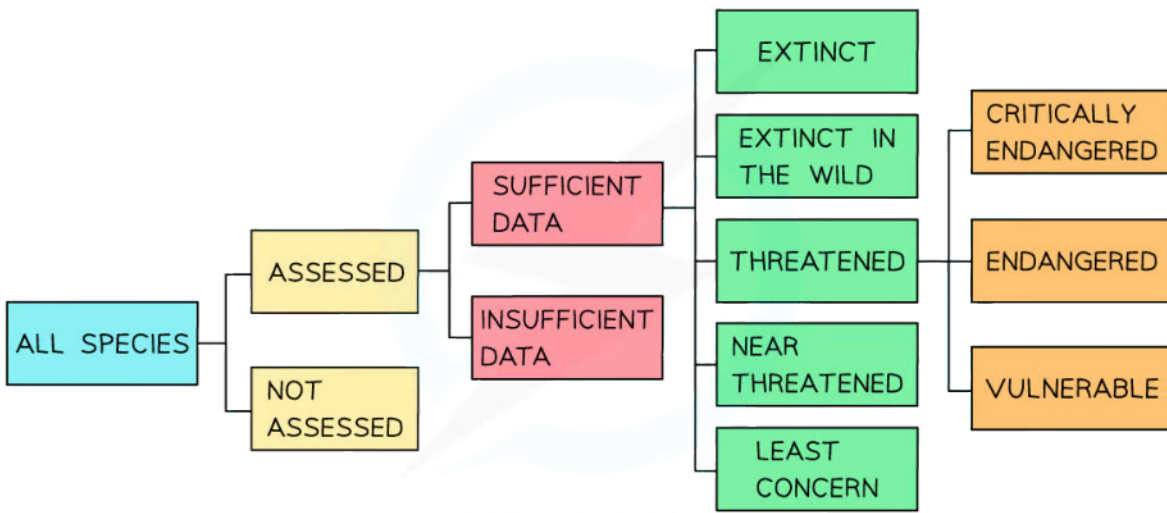 ALL SPECIES
ASSESSED
NOT
ASSESSED
SUFFICIENT
DATA
INSUFFICIENT
DATA
EXTINCT
EXTINCT IN
THE WILD
THREATENED
NEAR
THREATENED
LEAST
CONCERN
CRITICALLY
ENDANGERED
ENDANGERED
VULNERABLE